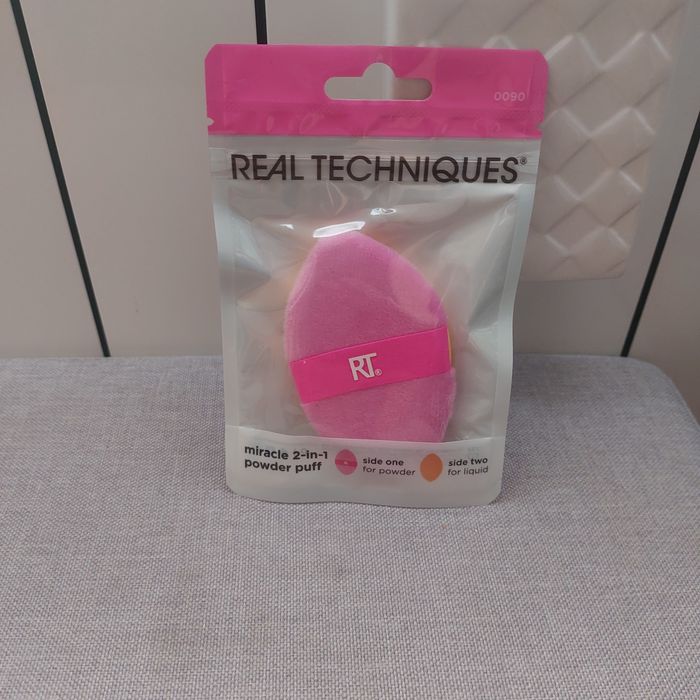 0090
REAL TECHNIQUES®
RT®
miracle 2-in-1
powder puff
side one
for powder
side two
for liquid